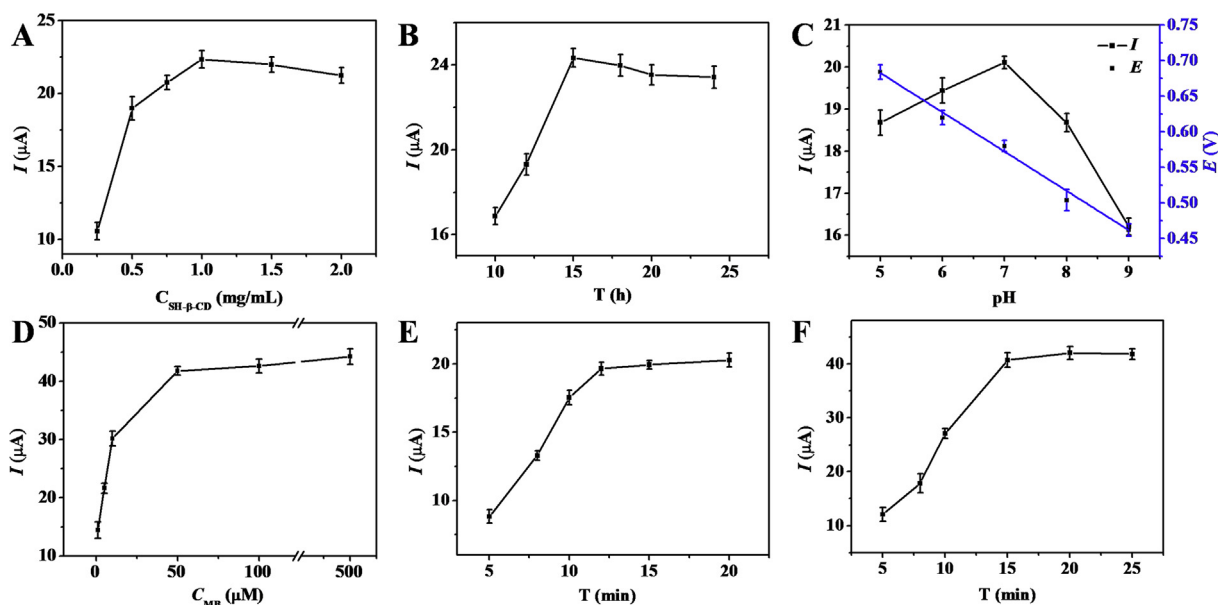 A
25
20
15
10
I (μA)
0.0 0.5 1.0 1.5 2.0
C SH-β-CD (mg/mL)
B
24
20
16
I (μA)
10 15 20 25
T (h)
C
21
20
19
18
17
16
I (μA)
I
E
0.75
0.70
0.65
0.60
0.55
0.50
0.45
E (V)
5 6 7 8 9
pH
D
50
40
30
20
10
I (μA)
0 50 100 500
C MB (μM)
E
20
15
10
I (μA)
5 10 15 20
T (min)
F
40
30
20
10
I (μA)
5 10 15 20 25
T (min)